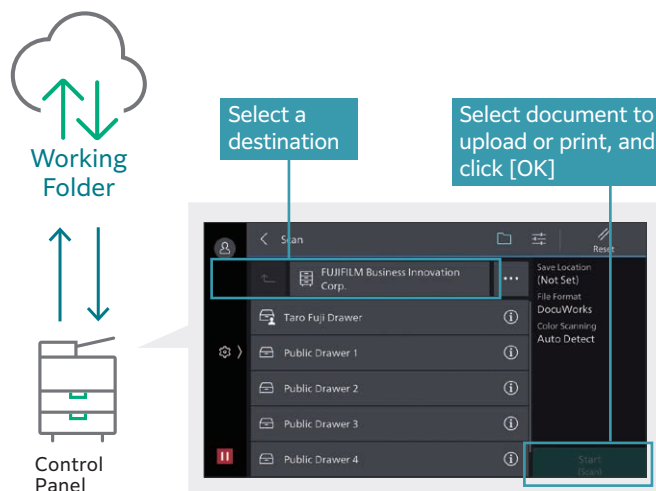 Working
Folder
Control
Panel
Select a
destination
Select document to
upload or print, and
click [OK]
Scan
Reset
FUJIFILM Business Innovation
Corp.
...
Taro Fuji Drawer
Public Drawer 1
Public Drawer 2
Public Drawer 3
Public Drawer 4
Save Location
(Not Set)
File Format
DocuWorks
Color Scanning
Auto Detect
Start
(Scan)